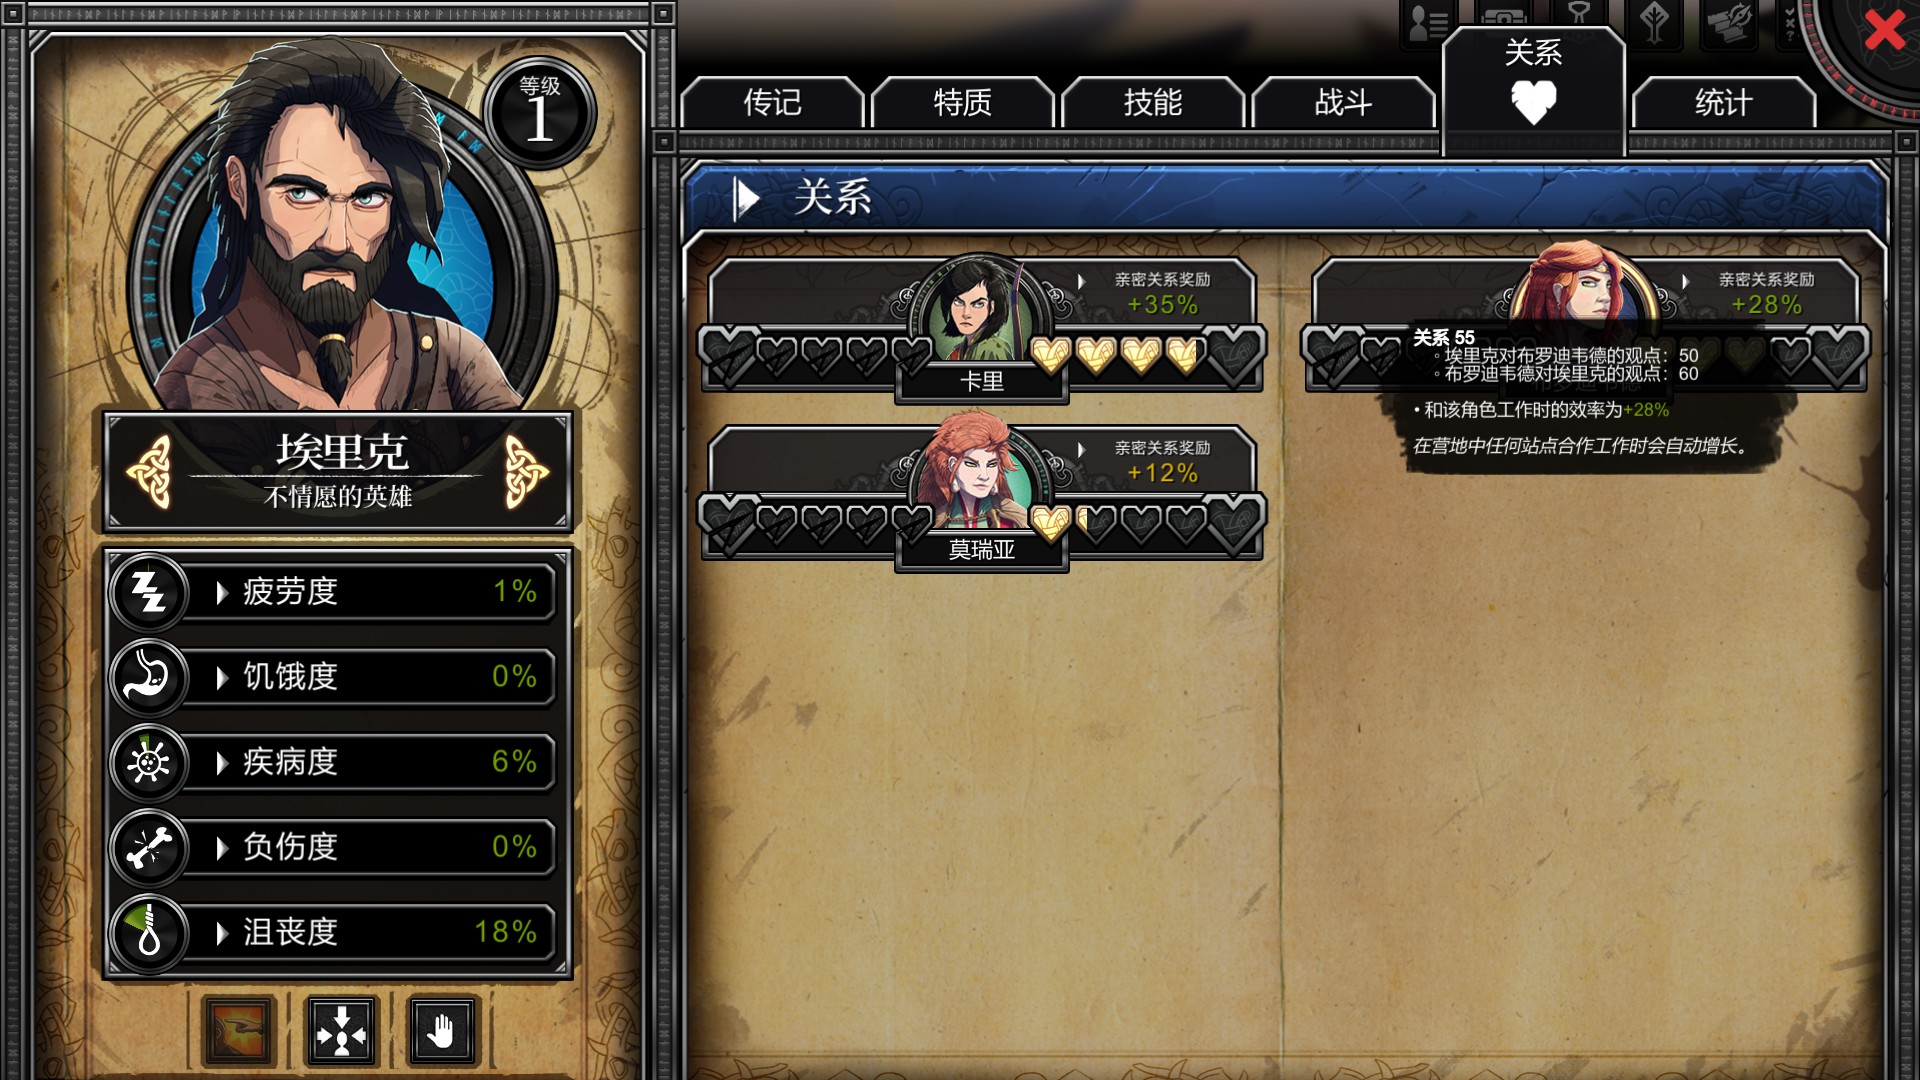 关系
传记
特质
技能
战斗
统计
等级
1
埃里克
不情愿的英雄
疲劳度 1%
饥饿度 0%
疾病度 6%
负伤度 0%
沮丧度 18%
关系
亲密关系奖励
+35%
卡里
亲密关系奖励
+28%
关系 55
埃里克对布罗迪韦德的观点：50
布罗迪韦德对埃里克的观点：60
• 和该角色工作时的效率为+28%
在营地中任何站点合作工作时会自动增长。
亲密关系奖励
+12%
莫瑞亚